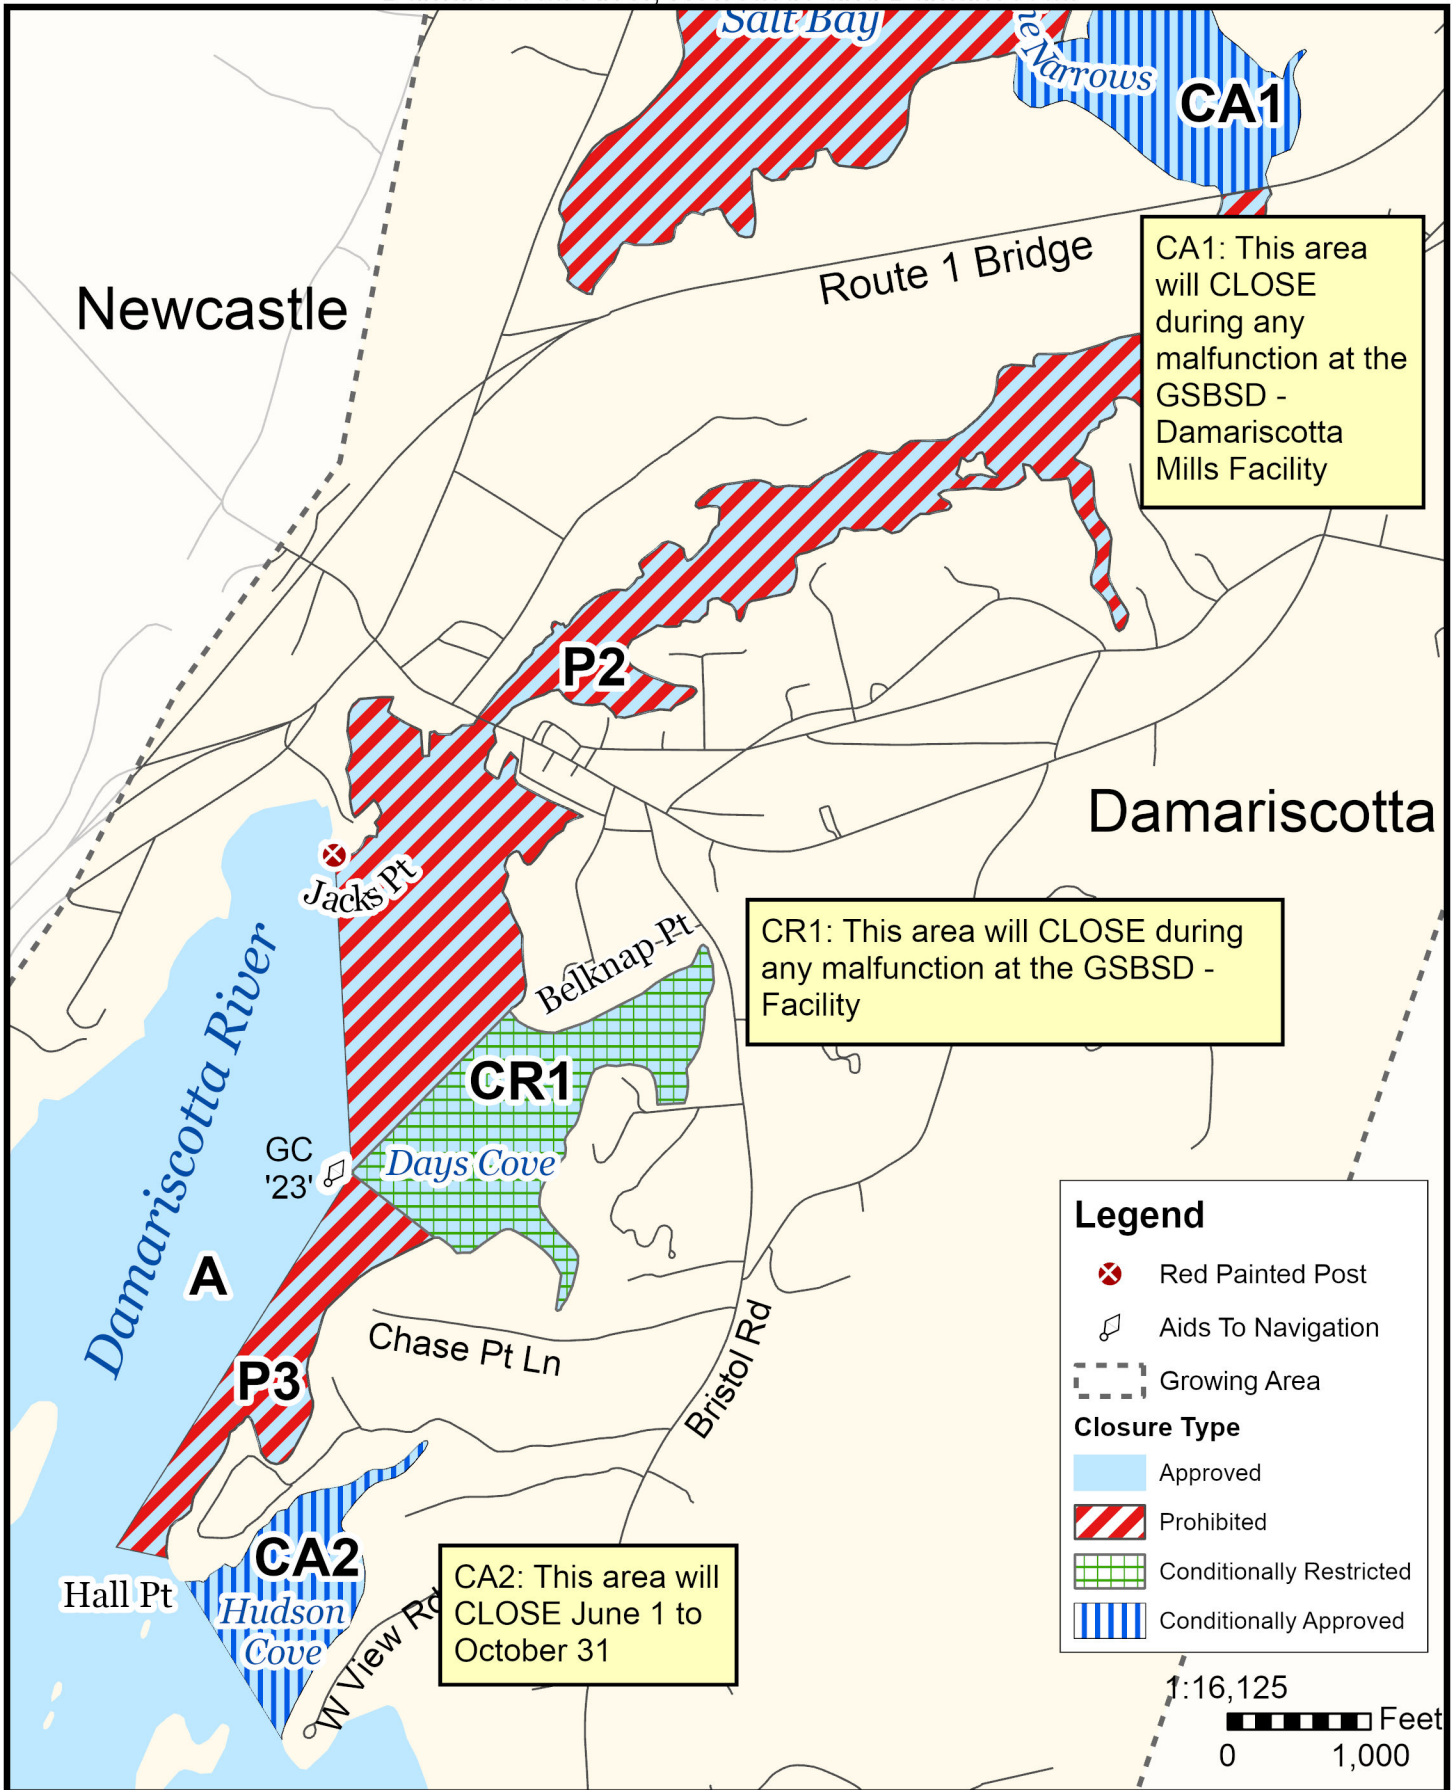 Salt Bay
Narrows
CA1
Route 1 Bridge
CA1: This area
will CLOSE
during any
malfunction at the
GSBSD -
Damariscotta
Mills Facility
Newcastle
P2
Damariscotta
Jacks Pt
Belknap Pt
CR1: This area will CLOSE during
any malfunction at the GSBSD -
Facility
Damariscotta River
CR1
Days Cove
GC
'23'
A
Chase Pt Ln
P3
Bristol Rd
CA2
Hall Pt
Hudson
Cove
W View Rd
CA2: This area will
CLOSE June 1 to
October 31
Legend
Red Painted Post
Aids To Navigation
Growing Area
Closure Type
Approved
Prohibited
Conditionally Restricted
Conditionally Approved
1:16,125
Feet
0 1,000